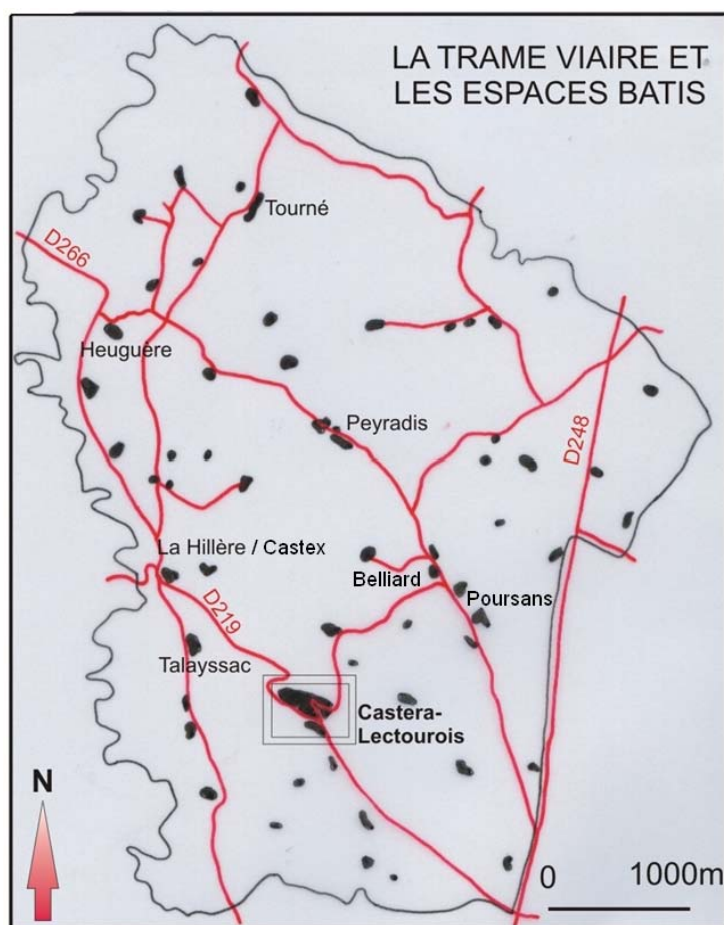 LA TRAME VIAIRE ET
LES ESPACES BATIS
Tourné
D266
Heuguère
Peyradis
D248
La Hillère / Castex
Belliard
Poursans
D219
Talayssac
Castera-
Lectourois
N
0 1000m